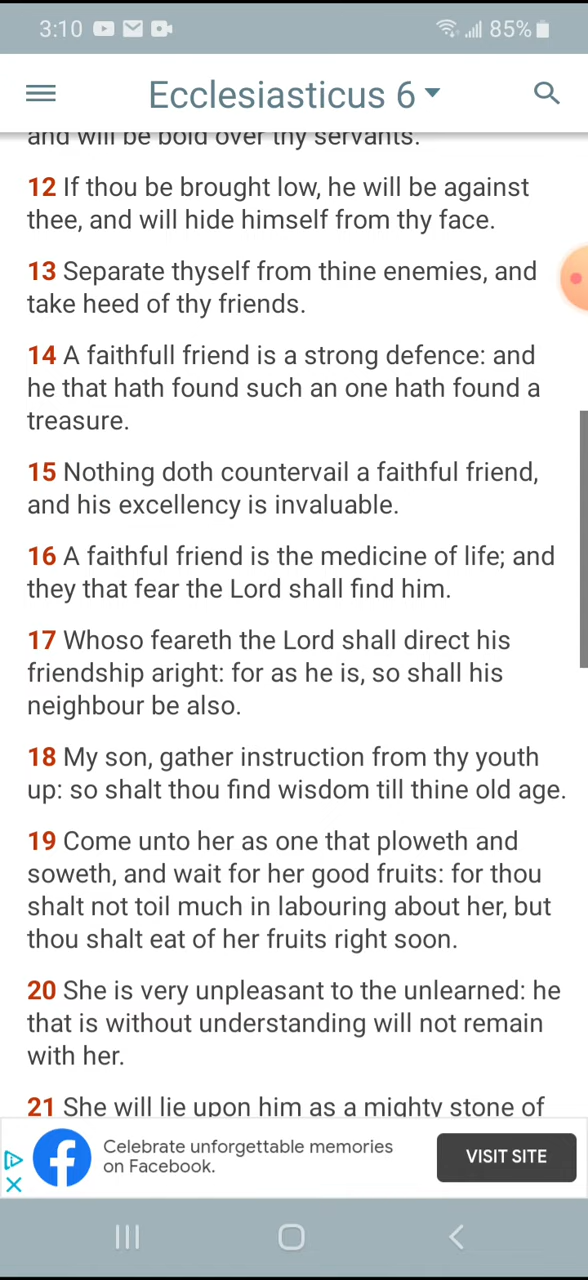 3:10
85%
Ecclesiasticus 6
and will be bold over thy servants.
12 If thou be brought low, he will be against
thee, and will hide himself from thy face.
13 Separate thyself from thine enemies, and
take heed of thy friends.
14 A faithfull friend is a strong defence: and
he that hath found such an one hath found a
treasure.
15 Nothing doth countervail a faithful friend,
and his excellency is invaluable.
16 A faithful friend is the medicine of life; and
they that fear the Lord shall find him.
17 Whoso feareth the Lord shall direct his
friendship aright: for as he is, so shall his
neighbour be also.
18 My son, gather instruction from thy youth
up: so shalt thou find wisdom till thine old age.
19 Come unto her as one that ploweth and
soweth, and wait for her good fruits: for thou
shalt not toil much in labouring about her, but
thou shalt eat of her fruits right soon.
20 She is very unpleasant to the unlearned: he
that is without understanding will not remain
with her.
21 She will lie upon him as a mighty stone of
Celebrate unforgettable memories
on Facebook.
VISIT SITE